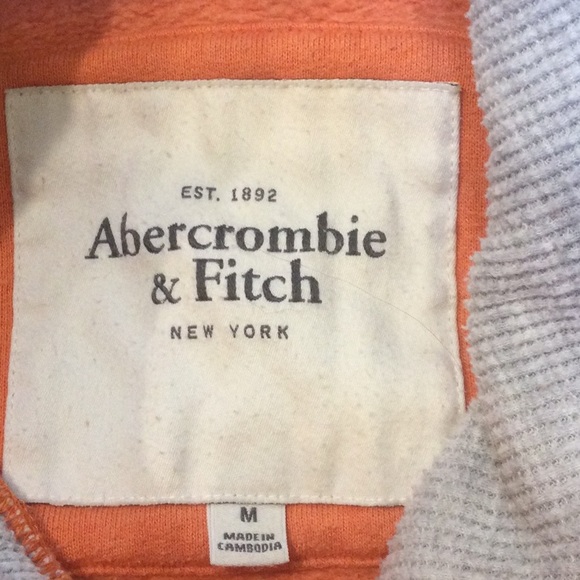 EST. 1892
Abercrombie
& Fitch
NEW YORK
M
MADE IN
CAMBODIA